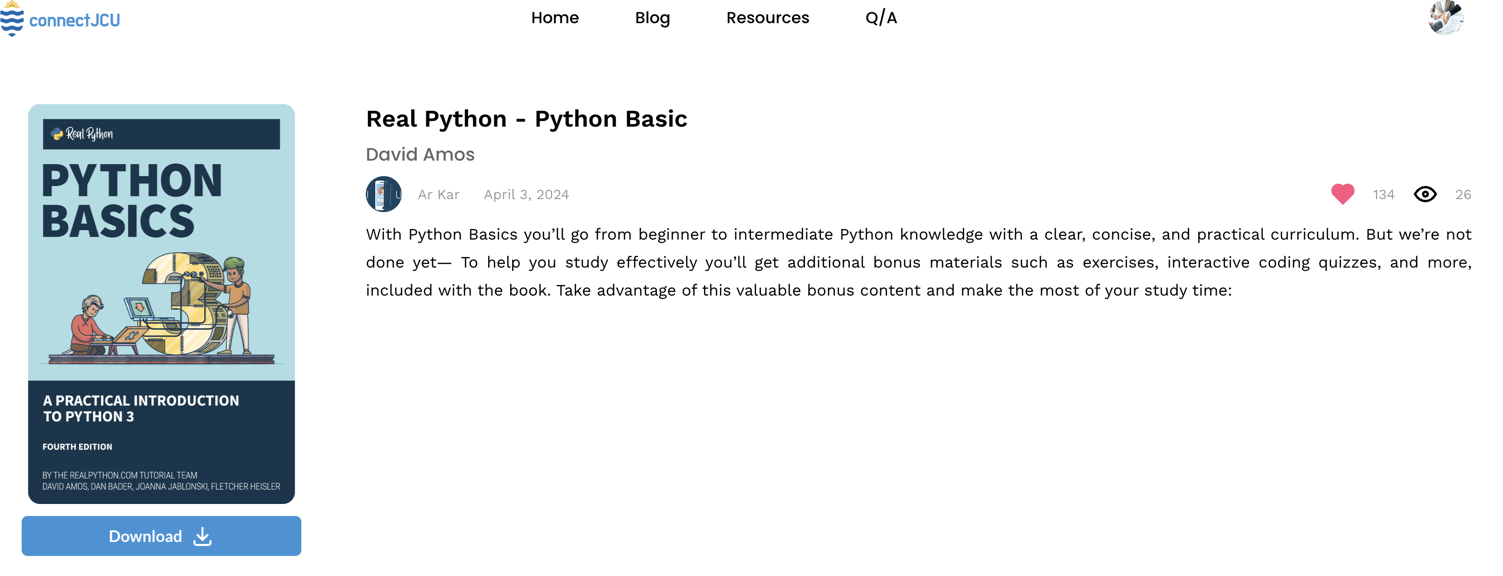 connectJCU
Home Blog Resources Q/A
Real Python
PYTHON
BASICS
A PRACTICAL INTRODUCTION
TO PYTHON 3
FOURTH EDITION
BY THE REALPYTHON.COM TUTORIAL TEAM
DAVID AMOS, DAN BADER, JOANNA JABLONSKI, FLETCHER HEISLER
Download
Real Python - Python Basic
David Amos
Ar Kar April 3, 2024 134 26
With Python Basics you’ll go from beginner to intermediate Python knowledge with a clear, concise, and practical curriculum. But we’re not
done yet— To help you study effectively you’ll get additional bonus materials such as exercises, interactive coding quizzes, and more,
included with the book. Take advantage of this valuable bonus content and make the most of your study time: